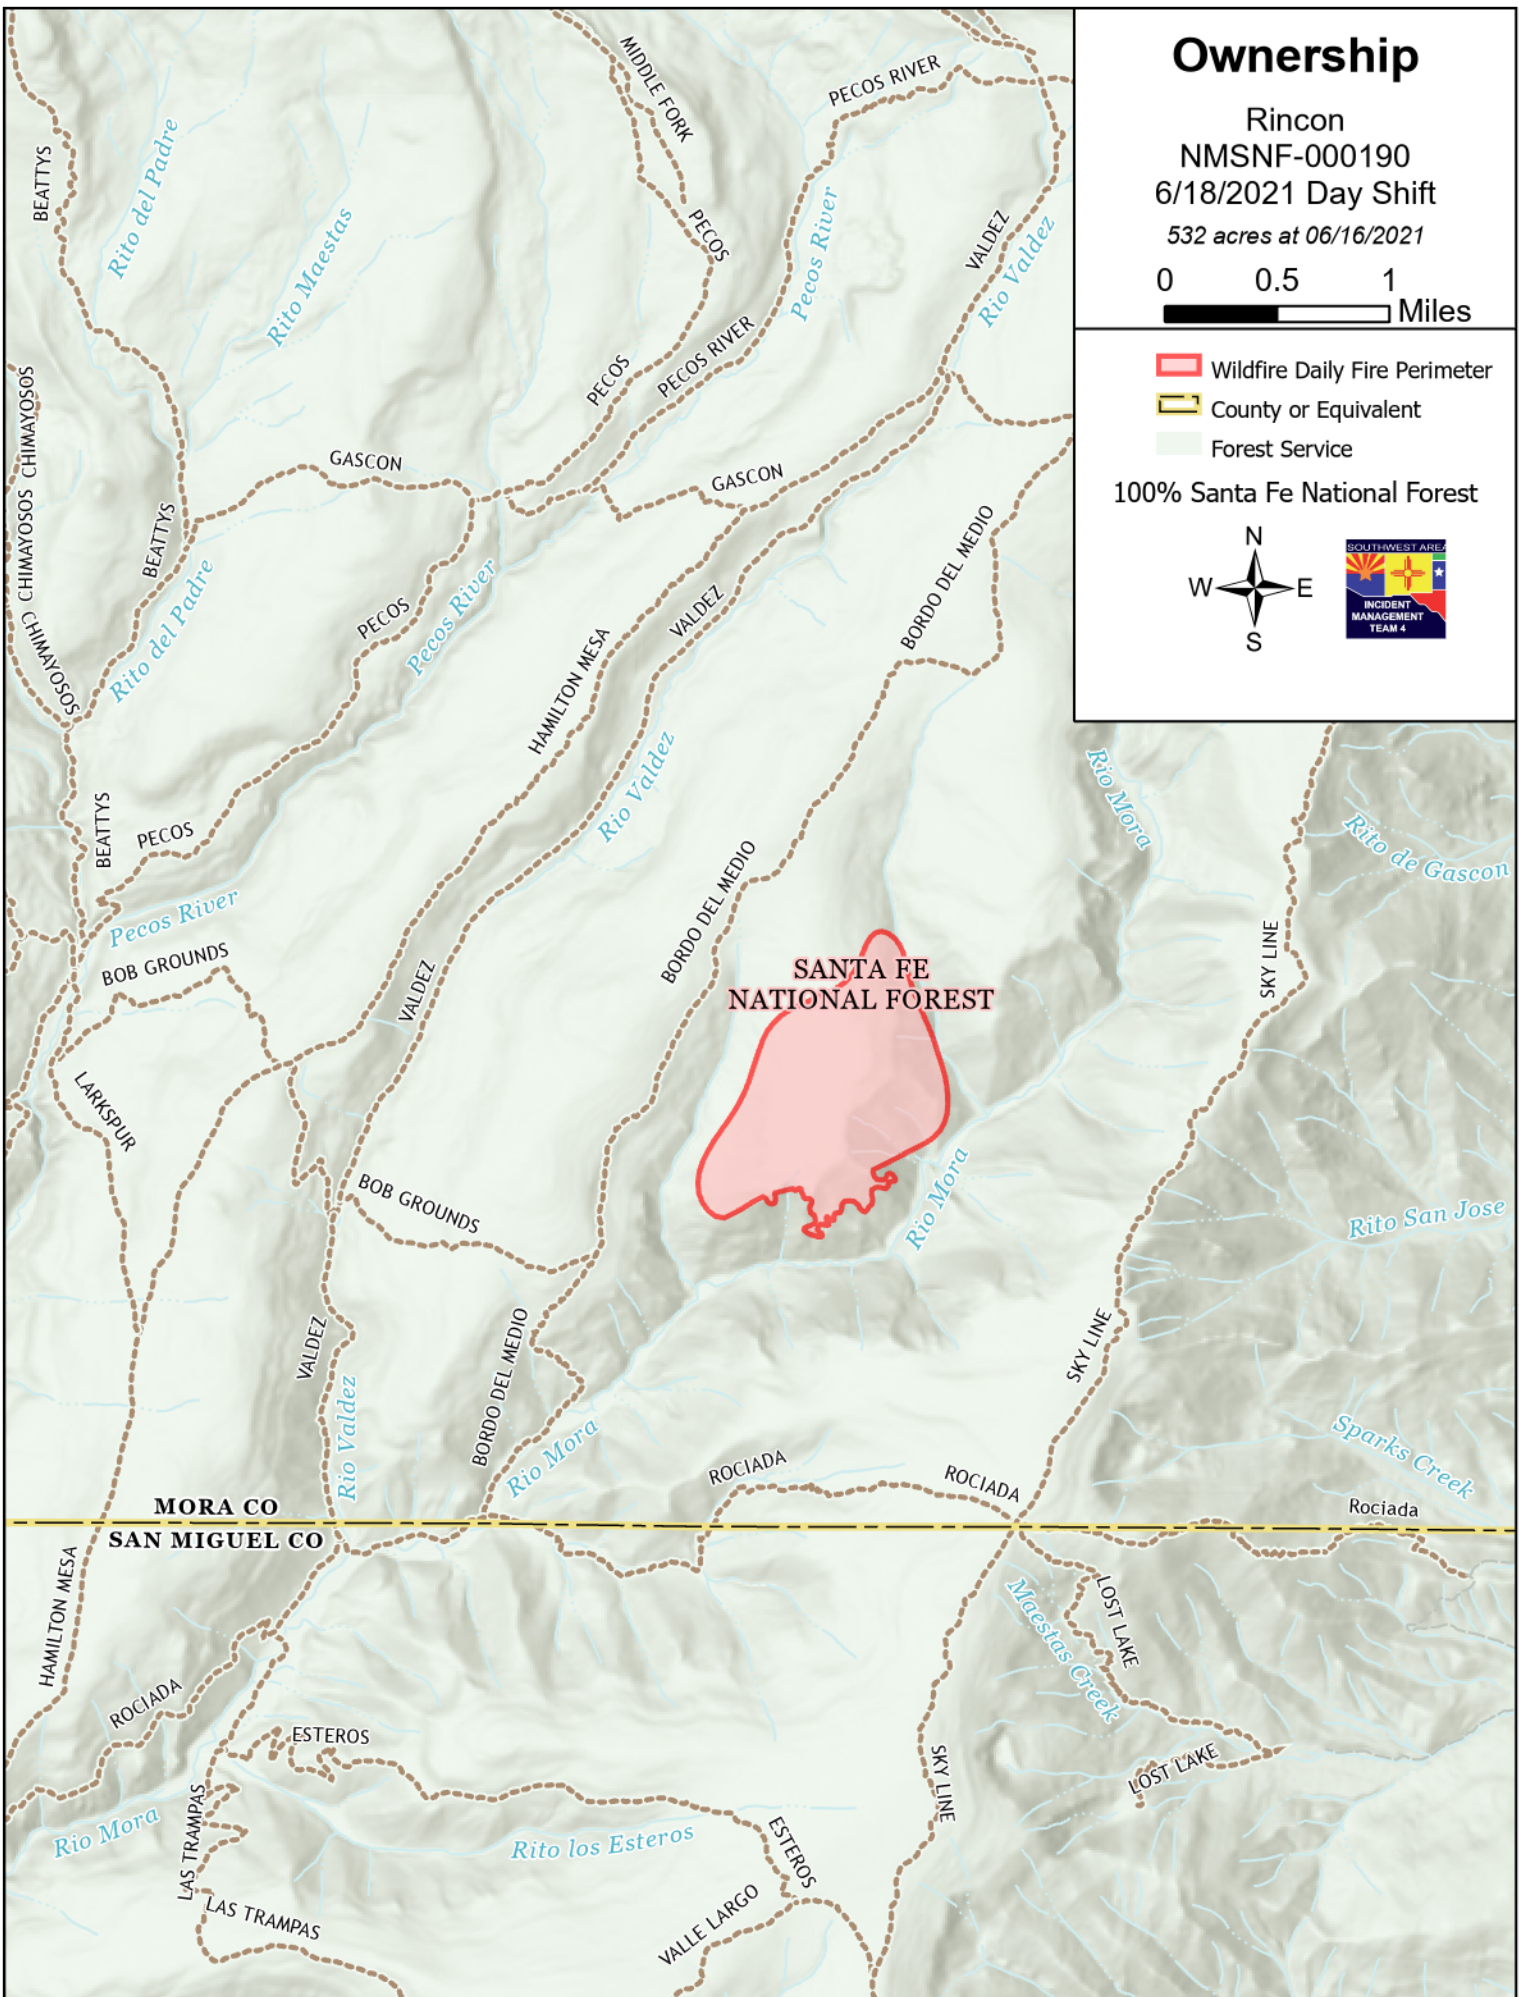 Ownership
Rincon
NMSNF-000190
6/18/2021 Day Shift
532 acres at 06/16/2021
0 0.5 1
Miles
Wildfire Daily Fire Perimeter
County or Equivalent
Forest Service
100% Santa Fe National Forest
N
W E
S
SOUTHWEST AREA
INCIDENT
MANAGEMENT
TEAM 4
MIDDLE FORK
PECOS RIVER
BEATTYS
Rito del Padre
Rito Maestas
PECOS
Pecos River
VALDEZ
Rio Valdez
PECOS
PECOS RIVER
CHIMAYOSOS
GASCON
GASCON
CHIMAYOSOS
BEATTYS
BORDO DEL MEDIO
Rito del Padre
PECOS
Pecos River
VALDEZ
CHIMAYOSOS
HAMILTON MESA
Rio Valdez
Rio Mora
BEATTYS
PECOS
Rito de Gascon
Pecos River
BORDO DEL MEDIO
BOB GROUNDS
VALDEZ
SKY LINE
SANTA FE
NATIONAL FOREST
LARKSPUR
BOB GROUNDS
Rio Mora
Rito San Jose
VALDEZ
SKY LINE
BORDO DEL MEDIO
Rio Valdez
Rio Mora
ROCIADA
ROCIADA
Sparks Creek
Rociada
MORA CO
SAN MIGUEL CO
HAMILTON MESA
LOST LAKE
Maestas Creek
ROCIADA
ESTEROS
LOST LAKE
SKY LINE
Rio Mora
LAS TRAMPAS
Rito los Esteros
ESTEROS
LAS TRAMPAS
VALLE LARGO